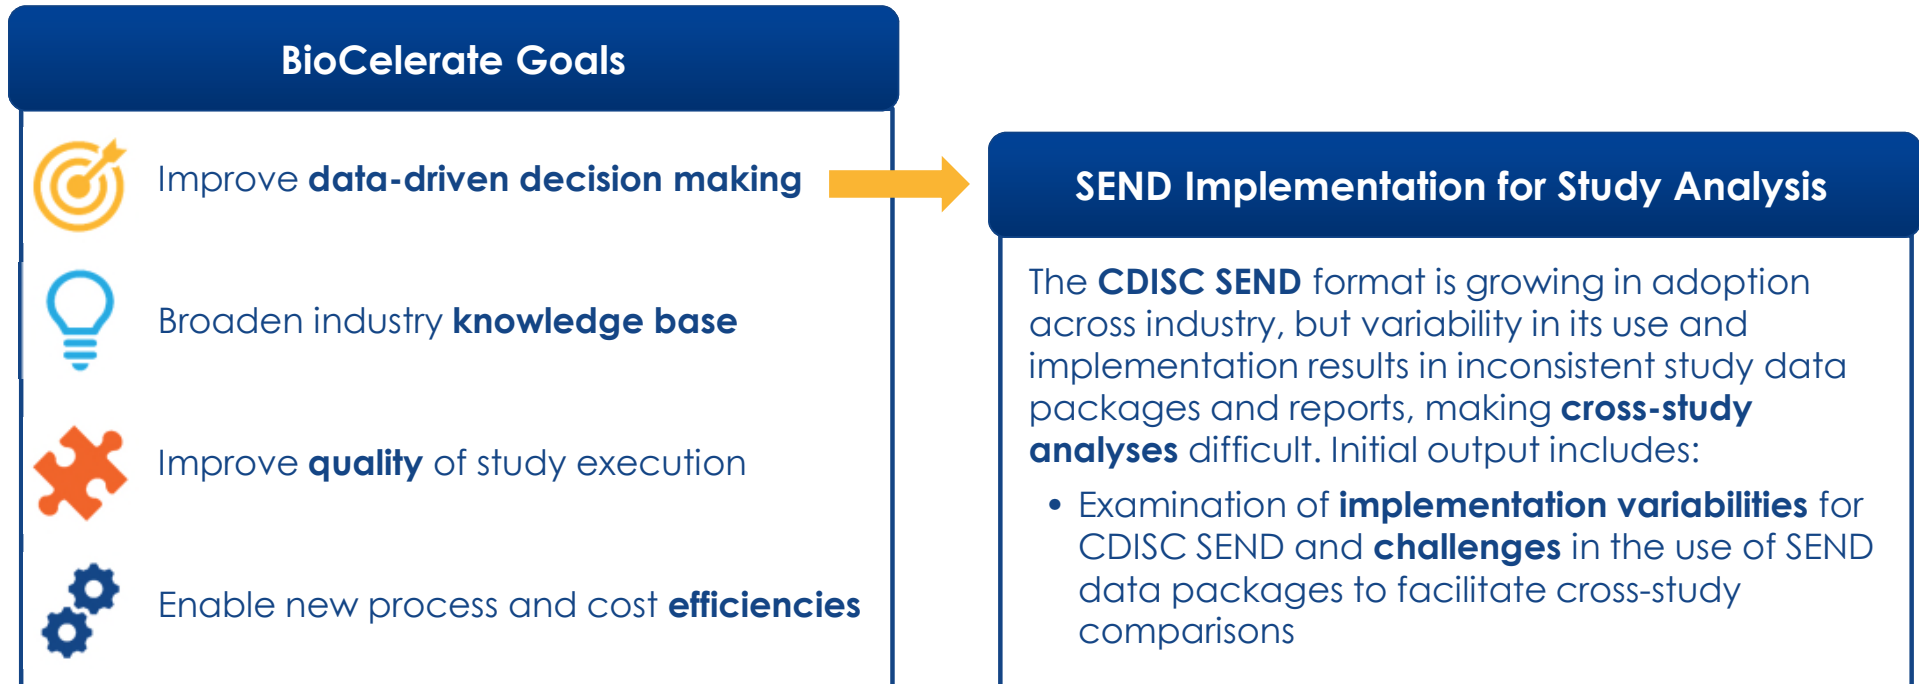 BioCelerate Goals
Improve data-driven decision making
Broaden industry knowledge base
Improve quality of study execution
Enable new process and cost efficiencies
SEND Implementation for Study Analysis
The CDISC SEND format is growing in adoption
across industry, but variability in its use and
implementation results in inconsistent study data
packages and reports, making cross-study
analyses difficult. Initial output includes:
• Examination of implementation variabilities for
CDISC SEND and challenges in the use of SEND
data packages to facilitate cross-study
comparisons